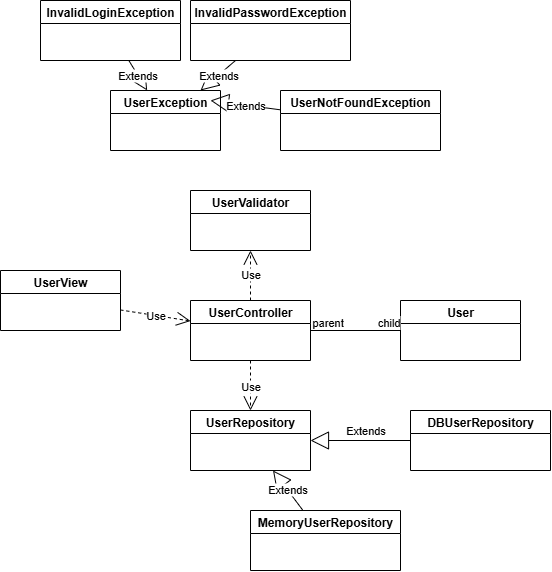 InvalidLoginException
InvalidPasswordException
Extends
Extends
UserException
UserNotFoundException
Extends
UserValidator
Use
UserView
Use
UserController
parent
child
User
Use
UserRepository
Extends
DBUserRepository
Extends
MemoryUserRepository